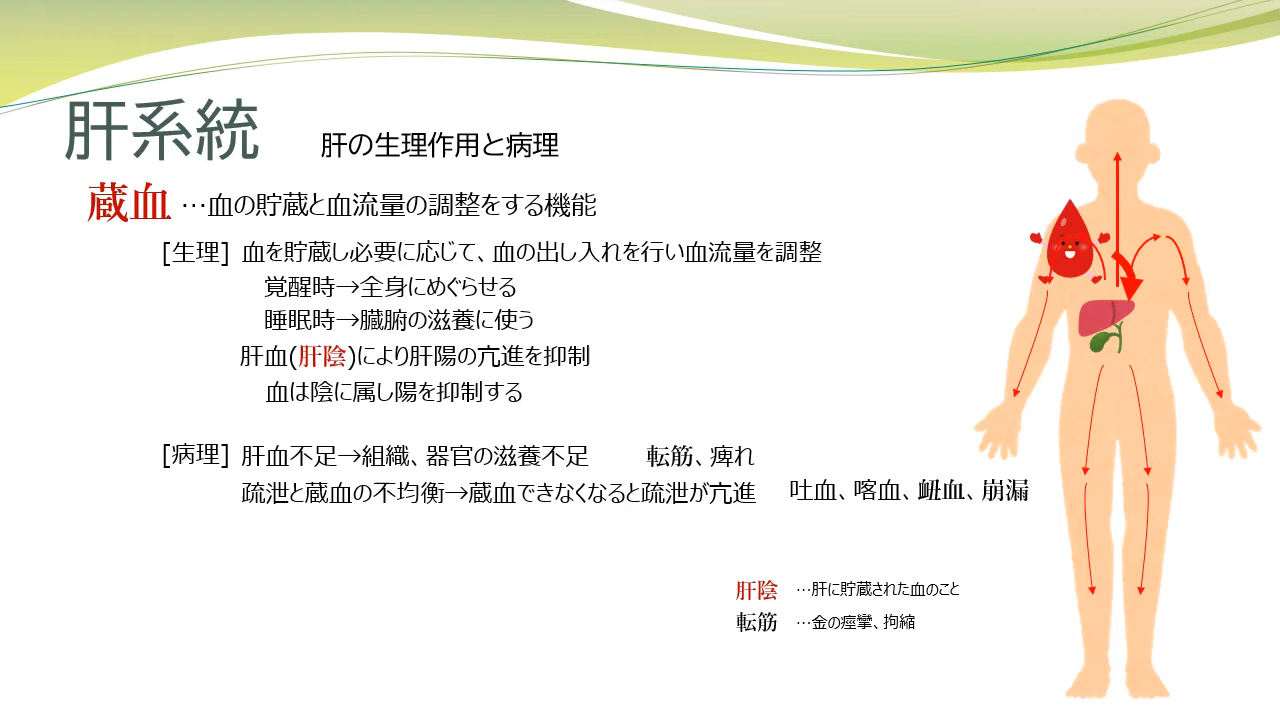 肝系統 肝の生理作用と病理
蔵血 …血の貯蔵と血流量の調整をする機能
[生理] 血を貯蔵し必要に応じて、血の出し入れを行い血流量を調整
覚醒時→全身にめぐらせる
睡眠時→臓腑の滋養に使う
肝血(肝陰)により肝陽の亢進を抑制
血は陰に属し陽を抑制する
[病理] 肝血不足→組織、器官の滋養不足 転筋、痺れ
疏泄と蔵血の不均衡→蔵血できなくなると疏泄が亢進 吐血、喀血、衄血、崩漏
肝陰 …肝に貯蔵された血のこと
転筋 …金の痙攣、拘縮